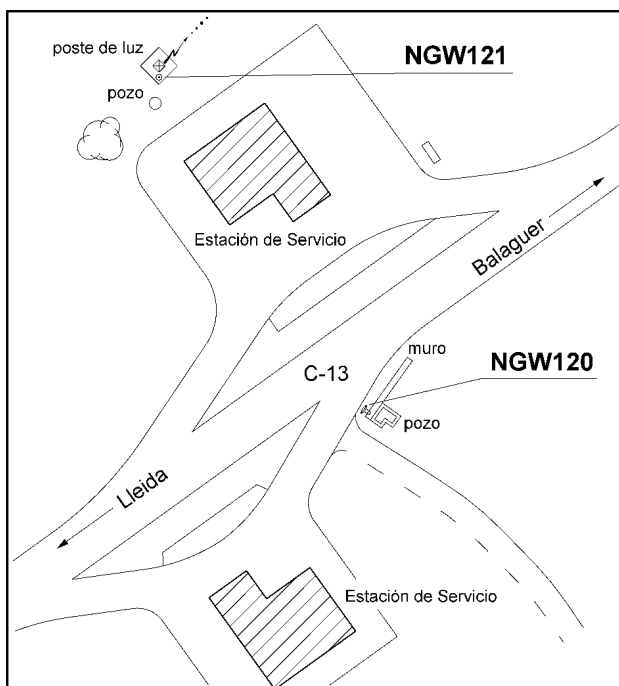 poste de luz
NGW121
pozo
Estación de Servicio
Balaguer
muro
C-13
NGW120
pozo
Lleida
Estación de Servicio